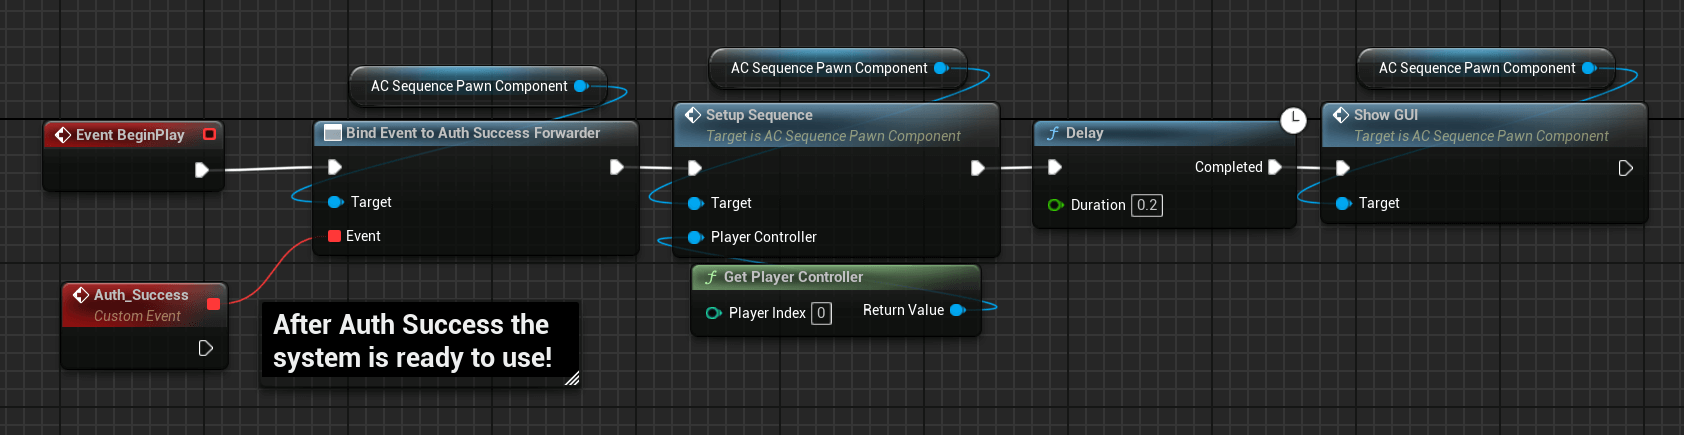 AC Sequence Pawn Component
AC Sequence Pawn Component
AC Sequence Pawn Component
Event BeginPlay
Bind Event to Auth Success Forwarder
Target
Event
Setup Sequence
Target is AC Sequence Pawn Component
Target
Player Controller
Delay
Completed
Duration 0.2
Show GUI
Target is AC Sequence Pawn Component
Target
Auth_Success
Custom Event
After Auth Success the
system is ready to use!
Get Player Controller
Player Index 0
Return Value